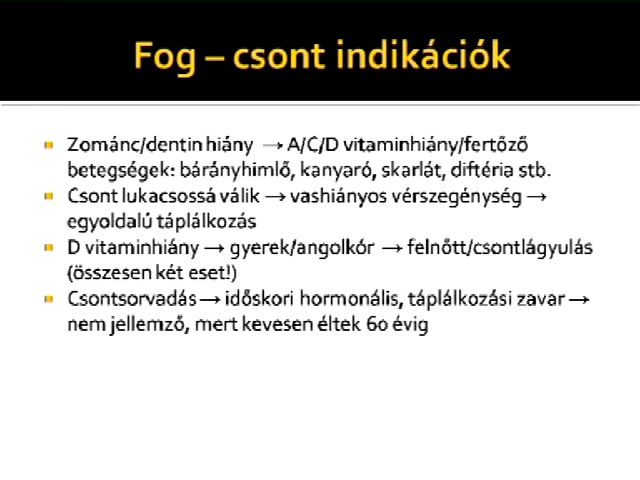 Fog – csont indikációk
Zománc/dentin hiány → A/C/D vitaminhiány/fertőző
betegségek: bárányhimlő, kanyaró, skarlát, diftéria stb.
Csont lukacsossá válik → vashiányos vérszegénység →
egyoldalú táplálkozás
D vitaminhiány → gyerek/angolkór → felnőtt/csontlágyulás
(összesen két eset!)
Csontsorvadás → időskori hormonális, táplálkozási zavar →
nem jellemző, mert kevesen éltek 60 évig